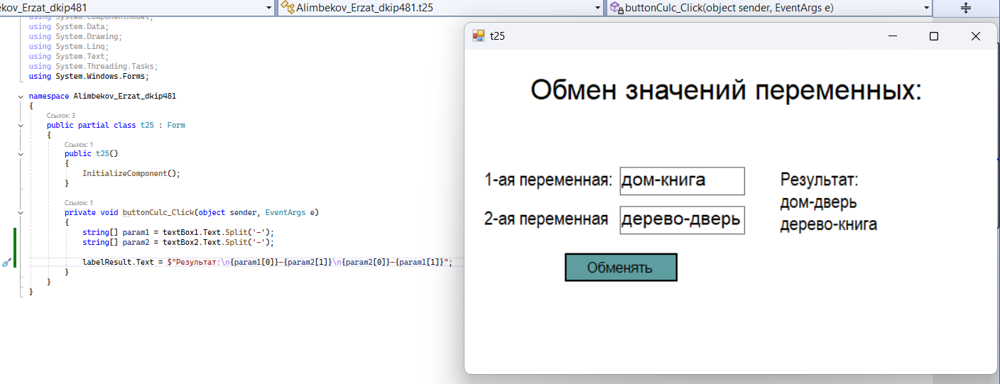 ekov_Erzat_dkip481
Alimbekov_Erzat_dkip481.t25
buttonCulc_Click(object sender, EventArgs e)
using System.ComponentModel;
using System.Data;
using System.Drawing;
using System.Linq;
using System.Text;
using System.Threading.Tasks;
using System.Windows.Forms;
namespace Alimbekov_Erzat_dkip481
{
Ссылок: 3
public partial class t25 : Form
{
Ссылок: 1
public t25()
{
InitializeComponent();
}
Ссылок: 1
private void buttonCulc_Click(object sender, EventArgs e)
{
string[] param1 = textBox1.Text.Split('-');
string[] param2 = textBox2.Text.Split('-');
labelResult.Text = $"Результат:\n{param1[0]}-{param2[1]}\n{param2[0]}-{param1[1]}";
}
}
}
t25
Обмен значений переменных:
1-ая переменная: дом-книга
2-ая переменная дерево-дверь
Обменять
Результат:
дом-дверь
дерево-книга